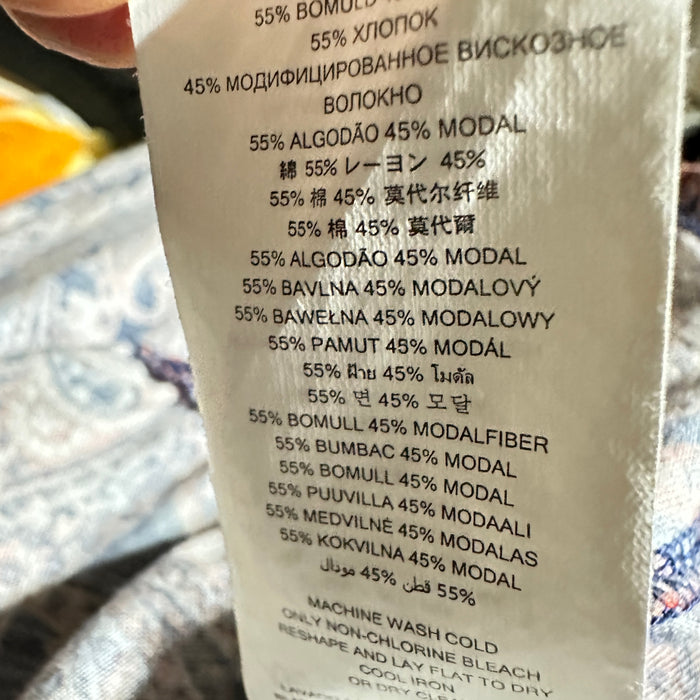 55% BOMULD
55% ХЛОПОК
45% МОДИФИЦИРОВАННОЕ ВИСКОЗНОЕ
ВОЛОКНО
55% ALGODÃO 45% MODAL
綿 55% レーヨン 45%
55% 棉 45% 莫代尔纤维
55% 棉 45% 莫代爾
55% ALGODÃO 45% MODAL
55% BAVLNA 45% MODALOVÝ
55% BAWEŁNA 45% MODALOWY
55% PAMUT 45% MODÁL
55% ฝ้าย 45% โมดัล
55% 면 45% 모달
55% BOMULL 45% MODALFIBER
55% BUMBAC 45% MODAL
55% BOMULL 45% MODAL
55% PUUVILLA 45% MODAALI
55% MEDVILNĖ 45% MODALAS
55% KOKVILNA 45% MODAL
55% قطن 45% مودال
MACHINE WASH COLD
ONLY NON-CHLORINE BLEACH
RESHAPE AND LAY FLAT TO DRY
COOL IRON
OR DRY